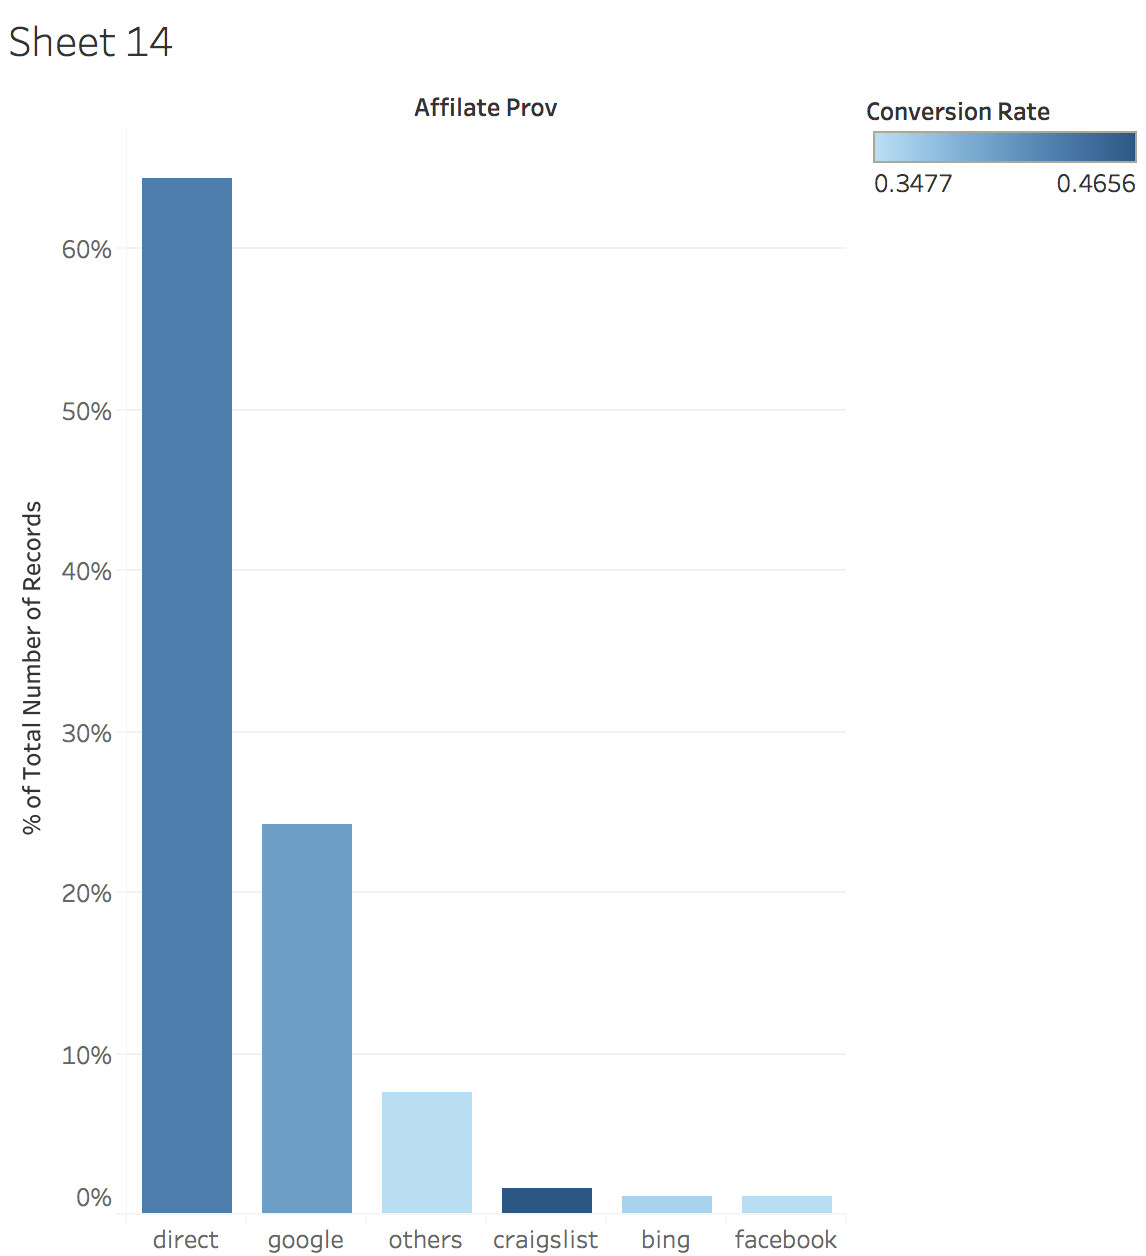 Sheet 14
Affilate Prov
Conversion Rate
0.3477 0.4656
% of Total Number of Records
60%
50%
40%
30%
20%
10%
0%
direct google others craigslist bing facebook